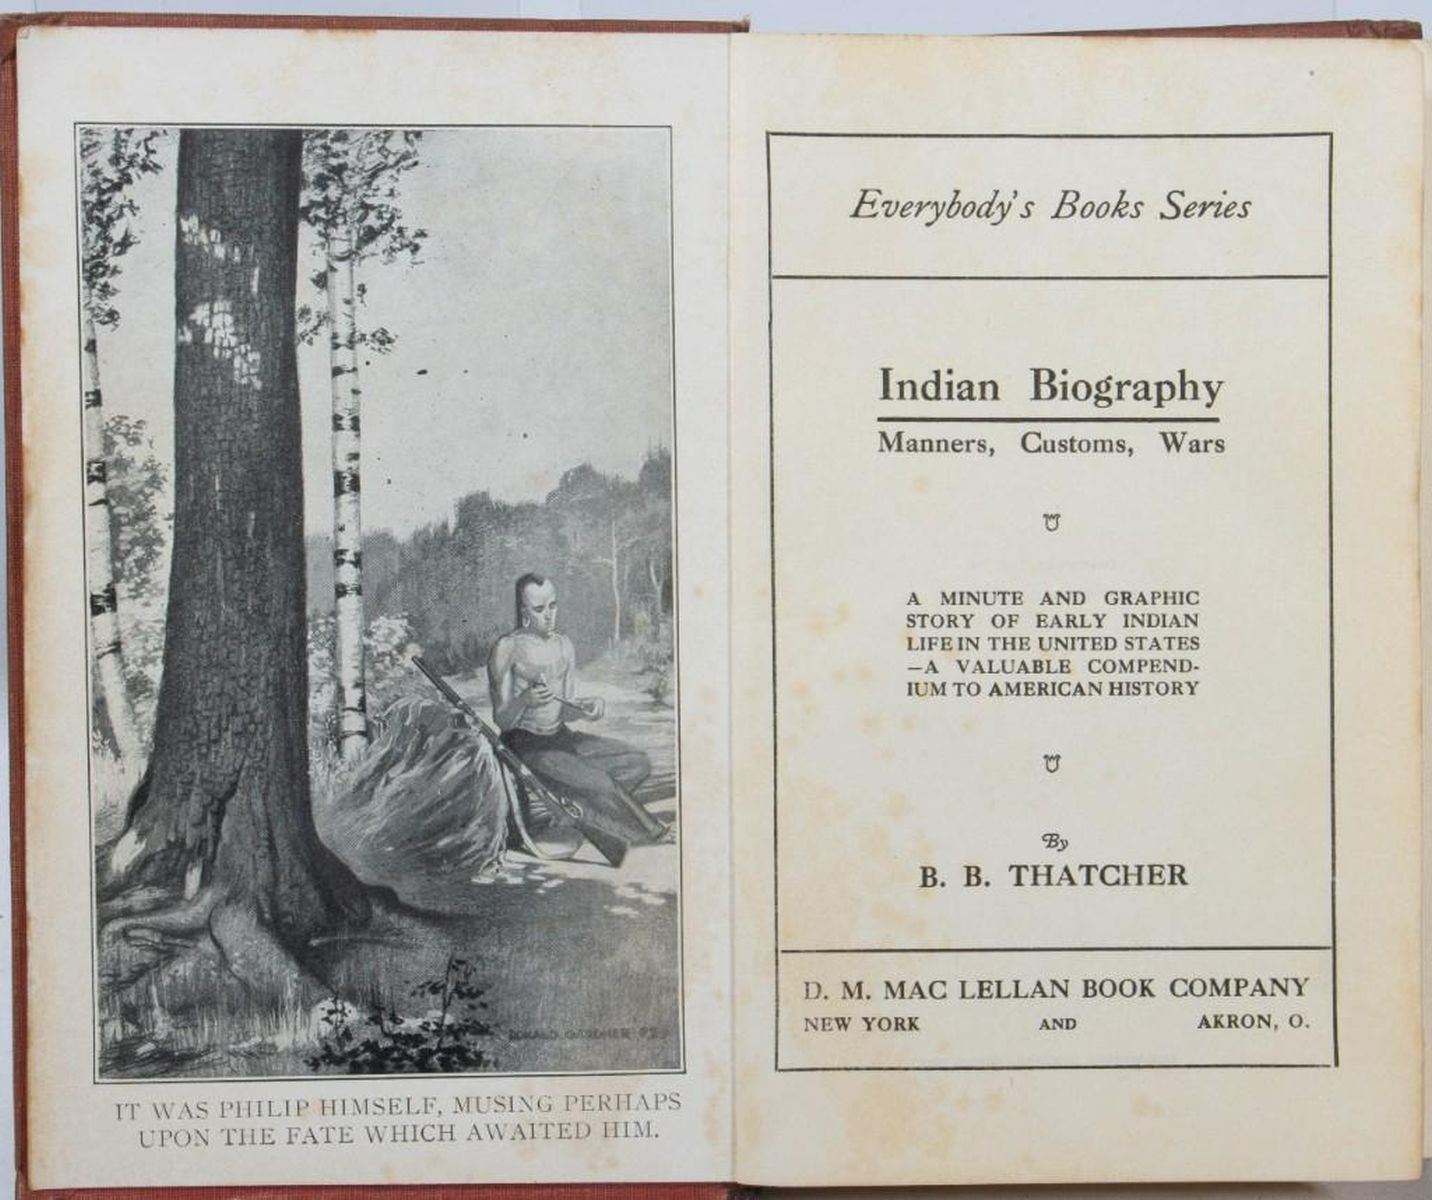 IT WAS PHILIP HIMSELF, MUSING PERHAPS
UPON THE FATE WHICH AWAITED HIM.
Everybody's Books Series
Indian Biography
Manners, Customs, Wars
A MINUTE AND GRAPHIC
STORY OF EARLY INDIAN
LIFE IN THE UNITED STATES
—A VALUABLE COMPEND-
IUM TO AMERICAN HISTORY
By
B. B. THATCHER
D. M. MAC LELLAN BOOK COMPANY
NEW YORK AND AKRON, O.